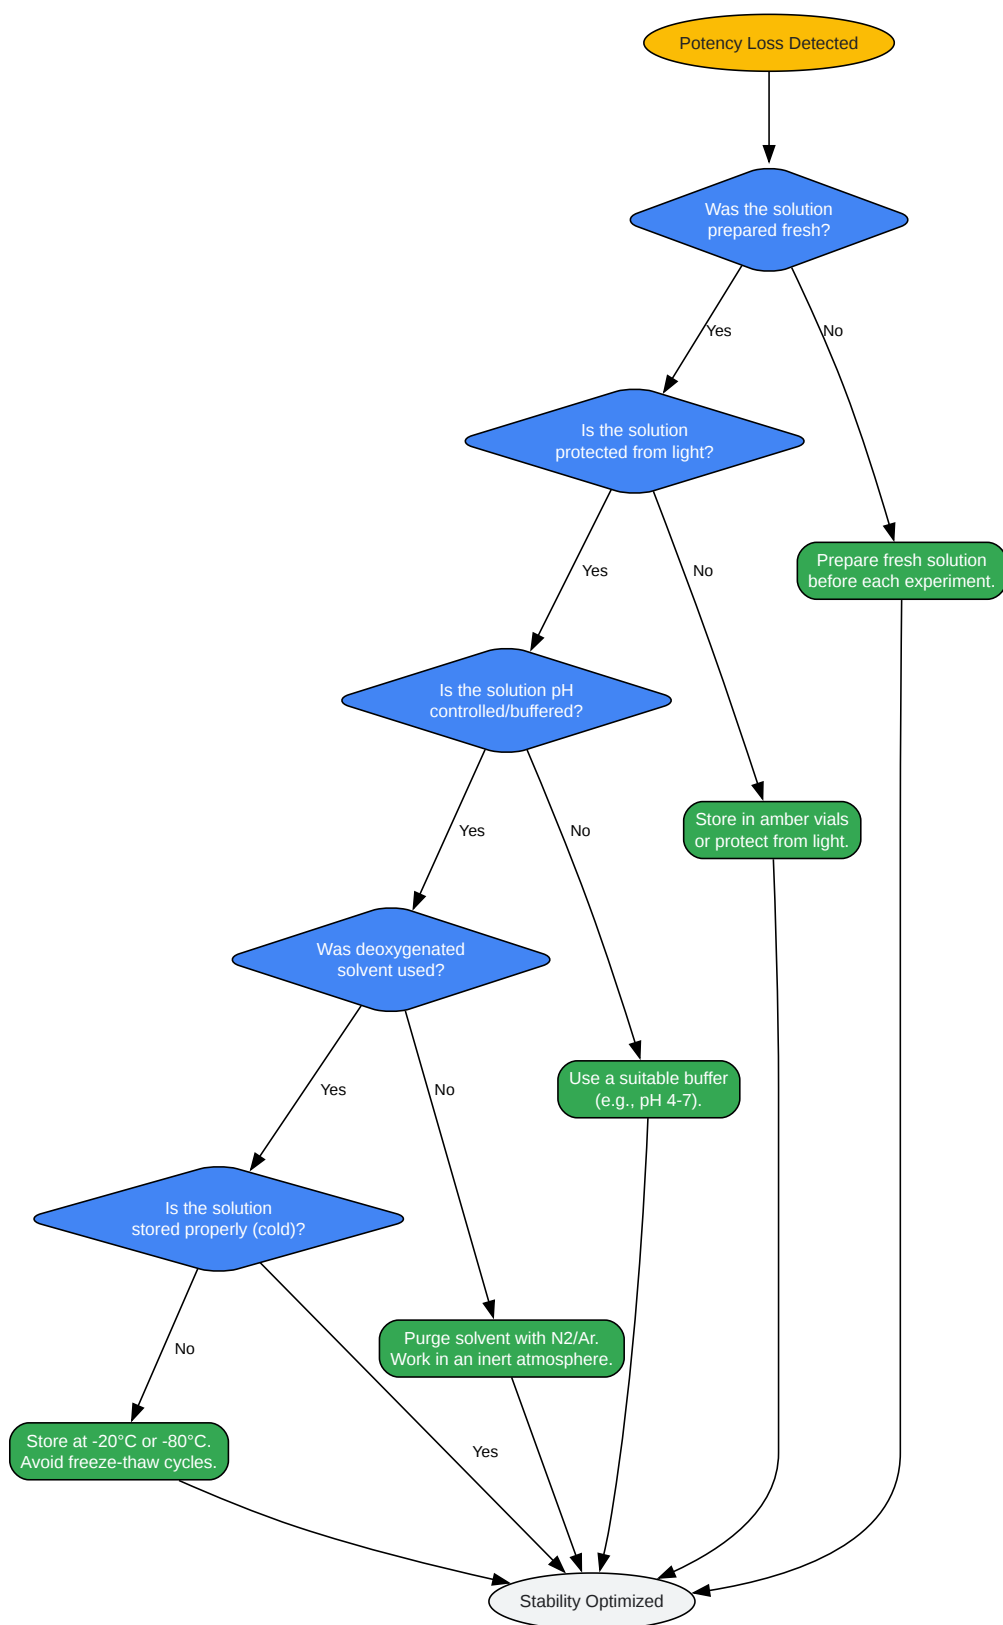 Potency Loss Detected
Was the solution
prepared fresh?
Yes
No
Is the solution
protected from light?
Prepare fresh solution
before each experiment.
Yes
No
Is the solution pH
controlled/buffered?
Store in amber vials
or protect from light.
Yes
No
Was deoxygenated
solvent used?
Use a suitable buffer
(e.g., pH 4-7).
Yes
No
Is the solution
stored properly (cold)?
Purge solvent with N2/Ar.
Work in an inert atmosphere.
No
Yes
Store at -20°C or -80°C.
Avoid freeze-thaw cycles.
Stability Optimized